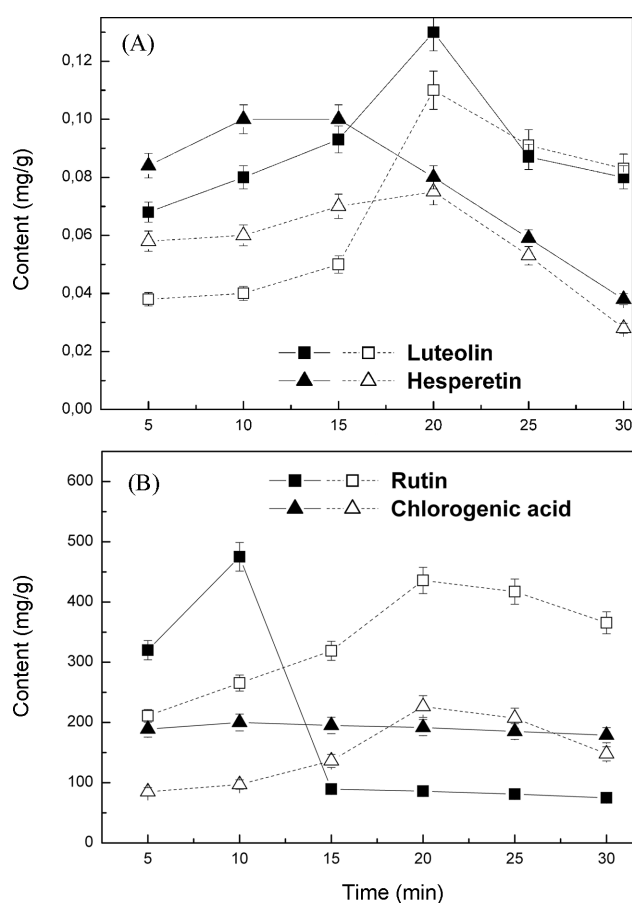 (A)
0,12
0,10
0,08
0,06
0,04
0,02
0,00
Content (mg/g)
Luteolin
Hesperetin
5 10 15 20 25 30
(B)
600
500
400
300
200
100
0
Content (mg/g)
Rutin
Chlorogenic acid
5 10 15 20 25 30
Time (min)